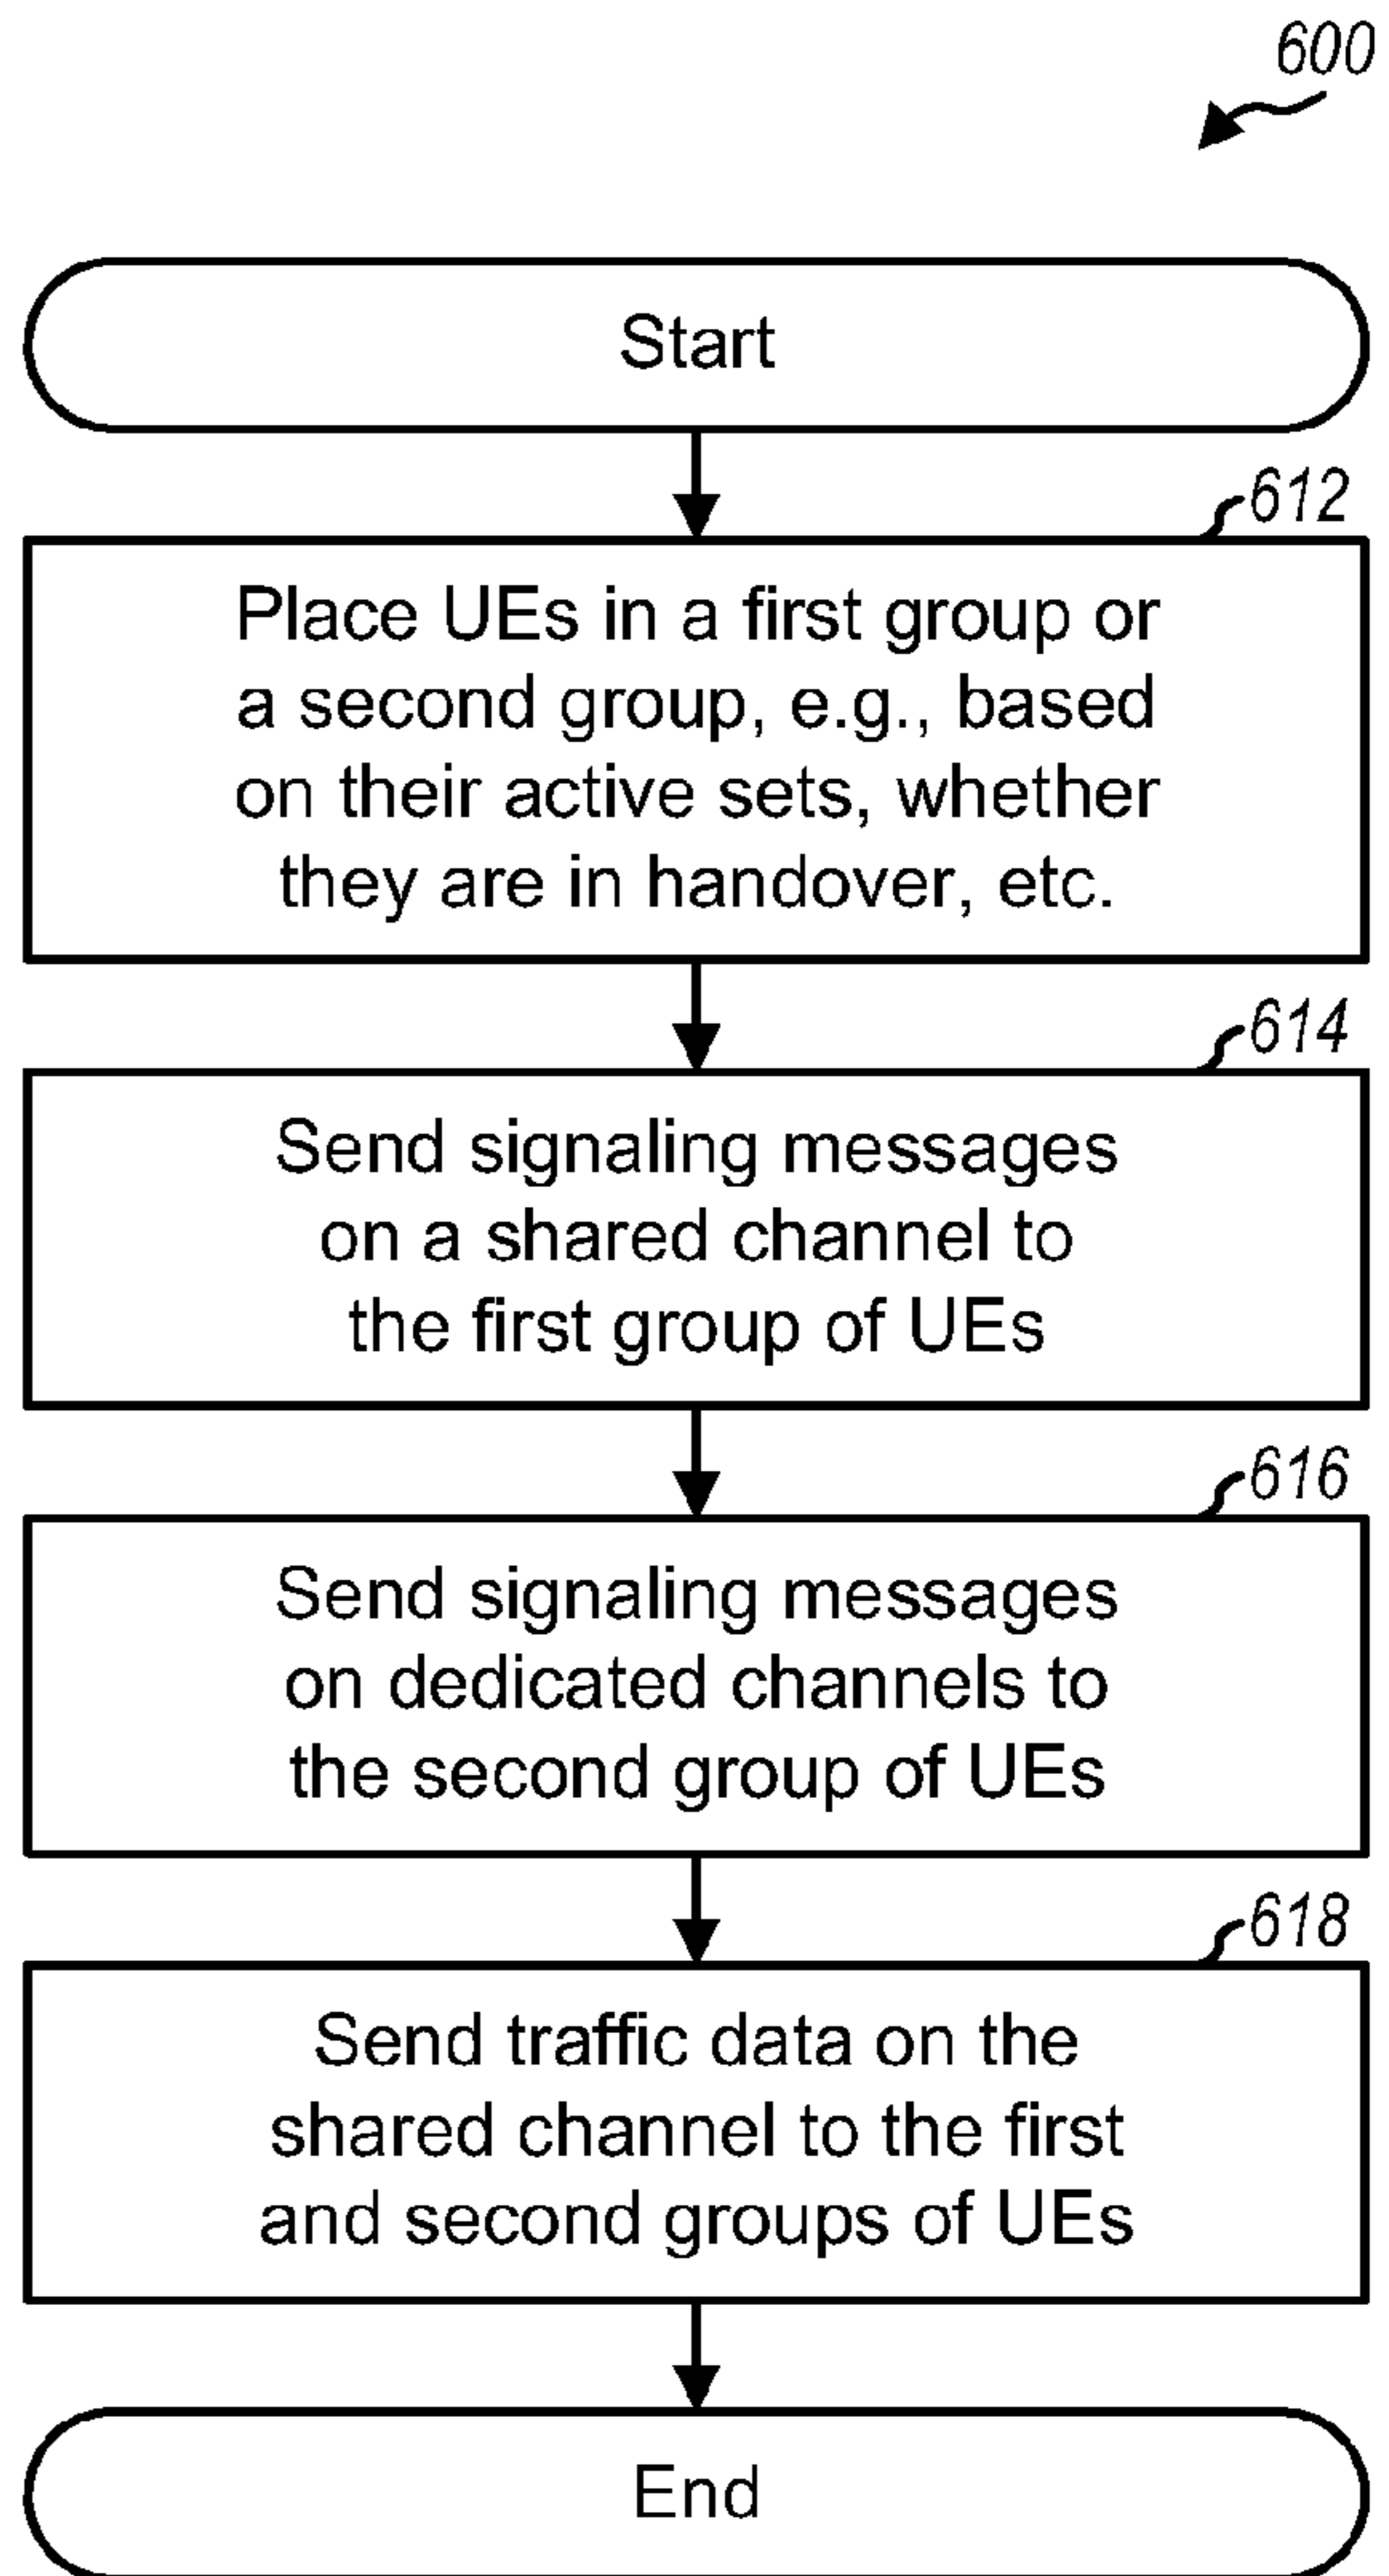 600
Start
612
Place UEs in a first group or
a second group, e.g., based
on their active sets, whether
they are in handover, etc.
614
Send signaling messages
on a shared channel to
the first group of UEs
616
Send signaling messages
on dedicated channels to
the second group of UEs
618
Send traffic data on the
shared channel to the first
and second groups of UEs
End